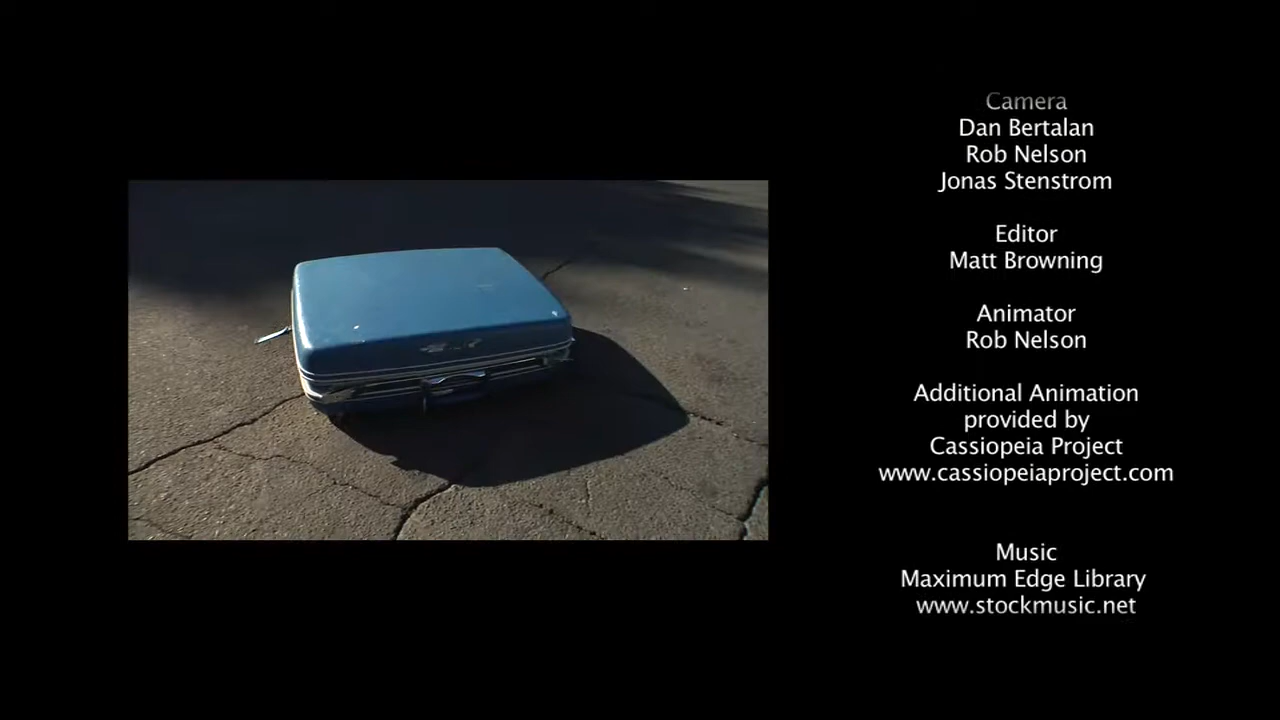 Camera
Dan Bertalan
Rob Nelson
Jonas Stenstrom
Editor
Matt Browning
Animator
Rob Nelson
Additional Animation
provided by
Cassiopeia Project
www.cassiopeiaproject.com
Music
Maximum Edge Library
www.stockmusic.net